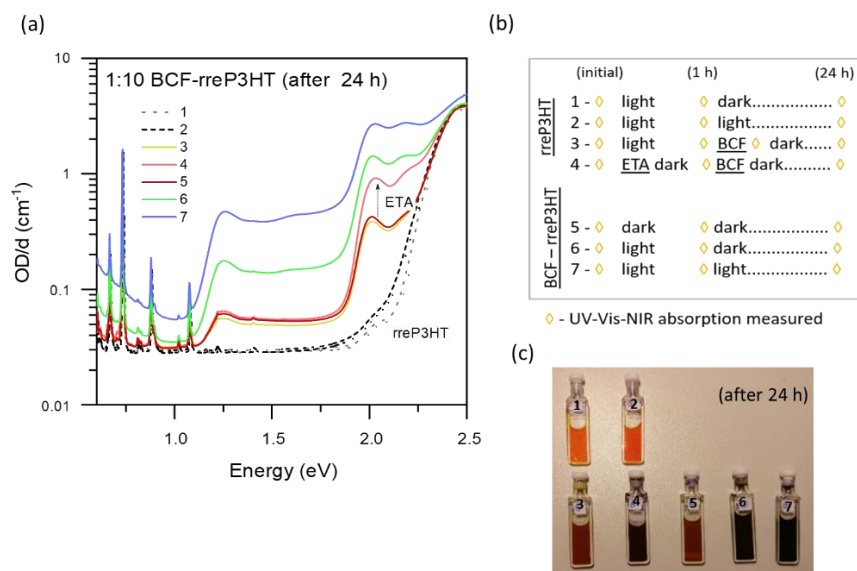 (a)
1:10 BCF-rreP3HT (after 24 h)
1
2
3
4
5
6
7
ETA
rreP3HT
OD/d (cm⁻¹)
10
1
0.1
0.01
1.0
1.5
2.0
2.5
Energy (eV)
(b)
(initial) (1 h) (24 h)
rreP3HT
1 - ◊ light ◊ dark..................◊
2 - ◊ light ◊ light..................◊
3 - ◊ light ◊ BCF ◊ dark......◊
4 - ◊ ETA dark ◊ BCF dark.........◊
BCF – rreP3HT
5 - ◊ dark ◊ dark..................◊
6 - ◊ light ◊ dark..................◊
7 - ◊ light ◊ light..................◊
◊ - UV-Vis-NIR absorption measured
(c)
(after 24 h)
1 2
3 4 5 6 7